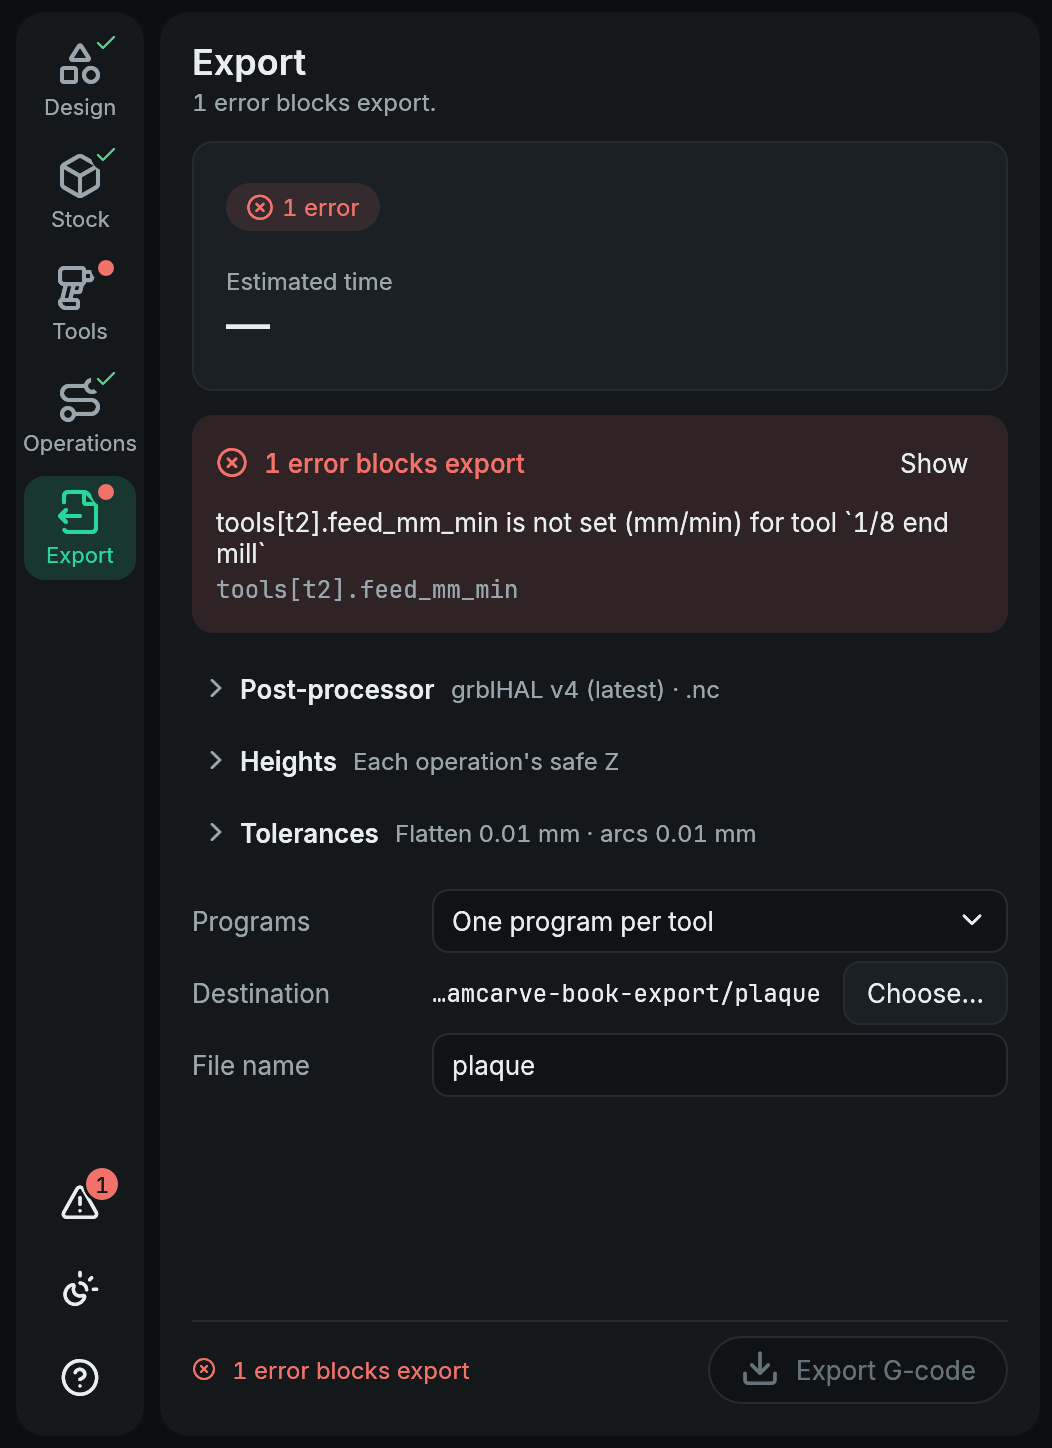 Design
Stock
Tools
Operations
Export
1
Export
1 error blocks export.
1 error
Estimated time
—
1 error blocks export
Show
tools[t2].feed_mm_min is not set (mm/min) for tool `1/8 end
mill`
tools[t2].feed_mm_min
Post-processor grblHAL v4 (latest) · .nc
Heights Each operation's safe Z
Tolerances Flatten 0.01 mm · arcs 0.01 mm
Programs One program per tool
Destination …amcarve-book-export/plaque Choose...
File name plaque
1 error blocks export
Export G-code